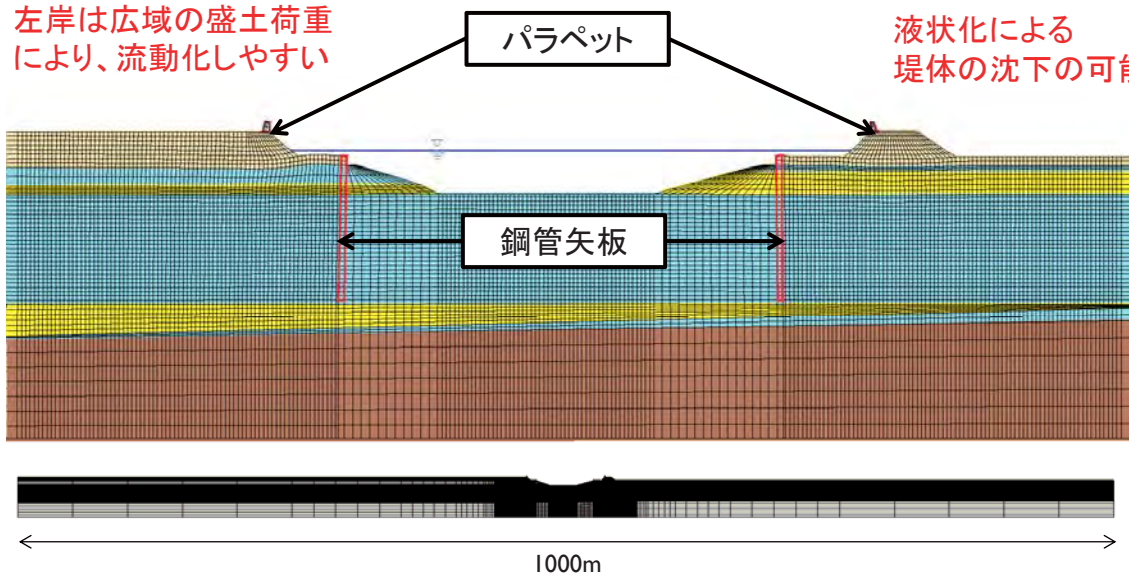 左岸は広域の盛土荷重
により、流動化しやすい
パラペット
液状化による
堤体の沈下の可能
鋼管矢板
1000m